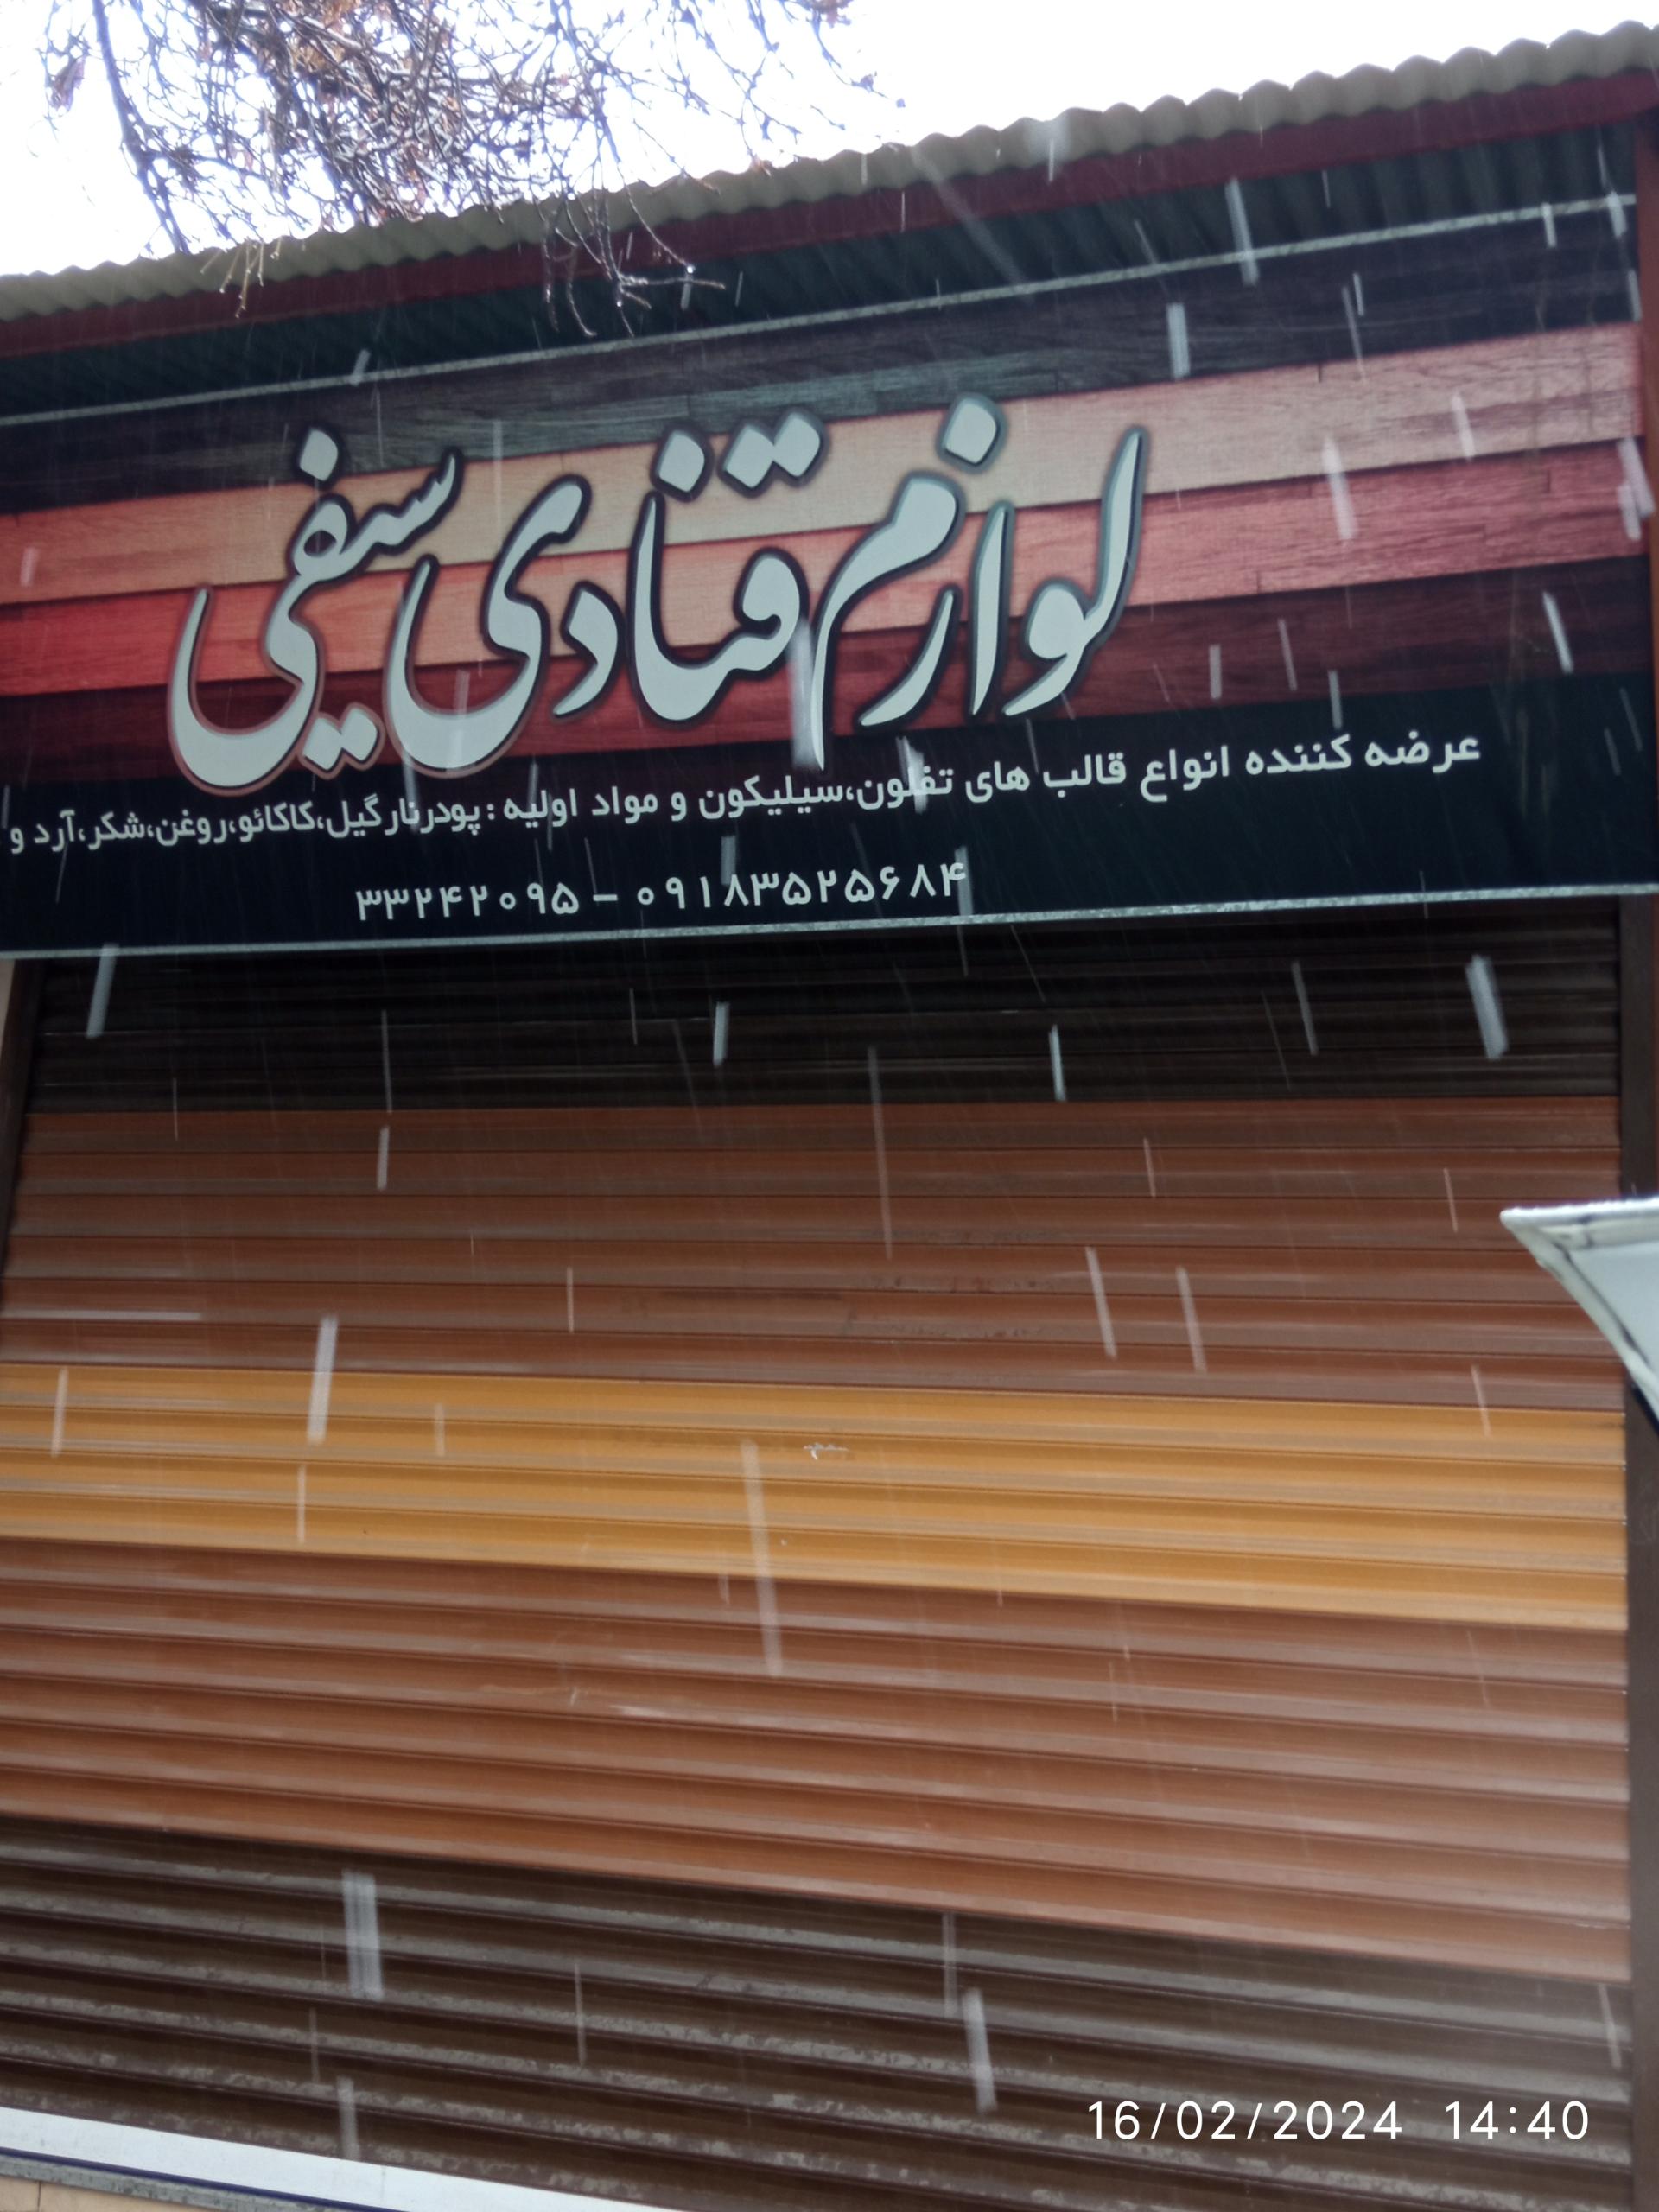 لوازم قنادی سفی
عرضه کننده انواع قالب های تفلون،سیلیکون و مواد اولیه : پودرنارگیل،کاکائو،روغن،شکر،آرد و
۳۳۲۴۲۰۹۵ - ۰۹۱۸۳۵۲۵۶۸۴
16/02/2024 14:40